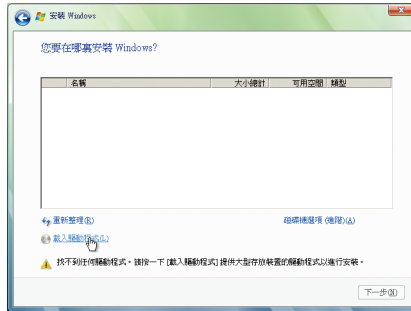 安裝 Windows
您要在哪裏安裝 Windows?
名稱 大小總計 可用空間 類型
重新整理(R) 磁碟機選項 (進階)(A)
載入驅動程式(L)
找不到任何驅動程式。請按一下 [載入驅動程式] 提供大型存放裝置的驅動程式以進行安裝。
下一步(N)